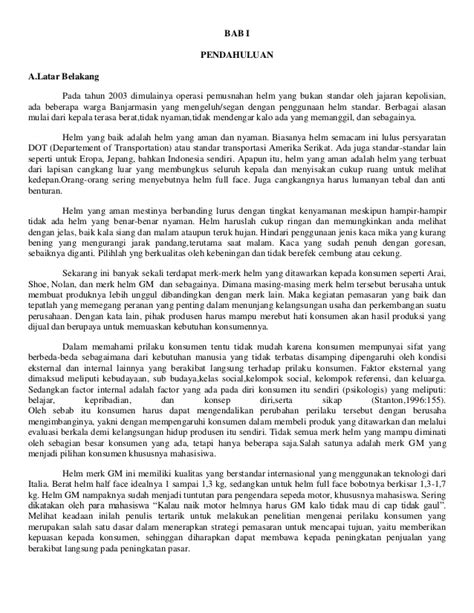 BAB I
PENDAHULUAN
A.Latar Belakang
Pada tahun 2003 dimulainya operasi pemusnahan helm yang bukan standar oleh jajaran kepolisian,
ada beberapa warga Banjarmasin yang mengeluh/segan dengan penggunaan helm standar. Berbagai alasan
mulai dari kepala terasa berat,tidak nyaman,tidak mendengar kalo ada yang memanggil, dan sebagainya.
Helm yang baik adalah helm yang aman dan nyaman. Biasanya helm semacam ini lulus persyaratan
DOT (Departement of Transportation) atau standar transportasi Amerika Serikat. Ada juga standar-standar lain
seperti untuk Eropa, Jepang, bahkan Indonesia sendiri. Apapun itu, helm yang aman adalah helm yang terbuat
dari lapisan cangkang luar yang membungkus seluruh kepala dan menyisakan cukup ruang untuk melihat
kedepan.Orang-orang sering menyebutnya helm full face. Juga cangkangnya harus lumanyan tebal dan anti
benturan.
Helm yang aman mestinya berbanding lurus dengan tingkat kenyamanan meskipun hampir-hampir
tidak ada helm yang benar-benar nyaman. Helm haruslah cukup ringan dan memungkinkan anda melihat
dengan jelas, baik kala siang dan malam ataupun teruk hujan. Hindari penggunaan jenis kaca mika yang kurang
bening yang mengurangi jarak pandang,terutama saat malam. Kaca yang sudah penuh dengan goresan,
sebaiknya diganti. Pilihlah yng berkualitas oleh kebeningan dan tidak berefek cembung atau cekung.
Sekarang ini banyak sekali terdapat merk-merk helm yang ditawarkan kepada konsumen seperti Arai,
Shoe, Nolan, dan merk helm GM  dan sebagainya. Dimana masing-masing merk helm tersebut berusaha untuk
membuat produknya lebih unggul dibandingkan dengan merk lain. Maka kegiatan pemasaran yang baik dan
tepatlah yang memegang peranan yang penting dalam menunjang kelangsungan usaha dan perkembangan suatu
perusahaan. Dengan kata lain, pihak produsen harus mampu merebut hati konsumen akan hasil produksi yang
dijual dan berupaya untuk memuaskan kebutuhan konsumennya.
Dalam memahami prilaku konsumen tentu tidak mudah karena konsumen mempunyai sifat yang
berbeda-beda sebagaimana dari kebutuhan manusia yang tidak terbatas disamping dipengaruhi oleh kondisi
eksternal dan internal lainnya yang berakibat langsung terhadap prilaku konsumen. Faktor eksternal yang
dimaksud meliputi kebudayaan, sub budaya,kelas social,kelompok social, kelompok referensi, dan keluarga.
Sedangkan factor internal adalah factor yang ada pada diri konsumen itu sendiri (psikologis) yang meliputi:
belajar, kepribadian, dan konsep diri,serta sikap (Stanton,1996:155).
Oleh sebab itu konsumen harus dapat mengendalikan perubahan perilaku tersebut dengan berusaha
mengimbanginya, yakni dengan mempengaruhi konsumen dalam membeli produk yang ditawarkan dan melalui
evaluasi berkala demi kelangsungan hidup produsen itu sendiri. Tidak semua merk helm yang mampu diminati
oleh sebagian besar konsumen yang ada, tetapi hanya beberapa saja.Salah satunya adalah merk GM yang
menjadi pilihan konsumen khususnya mahasisiwa.
Helm merk GM ini memiliki kualitas yang berstandar internasional yang menggunakan teknologi dari
Italia. Berat helm half face idealnya 1 sampai 1,3 kg, sedangkan untuk helm full face bobotnya berkisar 1,3-1,7
kg. Helm GM nampaknya sudah menjadi tuntutan para pengendara sepeda motor, khususnya mahasiswa. Sering
dikatakan oleh para mahasiswa “Kalau naik motor helmnya harus GM kalo tidak mau di cap tidak gaul”.
Melihat keadaan inilah penulis tertarik untuk melakukan penelitian mengenai perilaku konsumen yang
merupakan salah satu dasar dalam menerapkan strategi pemasaran untuk mencapai tujuan, yaitu memberikan
kepuasan kepada konsumen, sehinggan diharapkan dapat membawa kepada peningkatan penjualan yang
berakibat langsung pada peningkatan pasar.